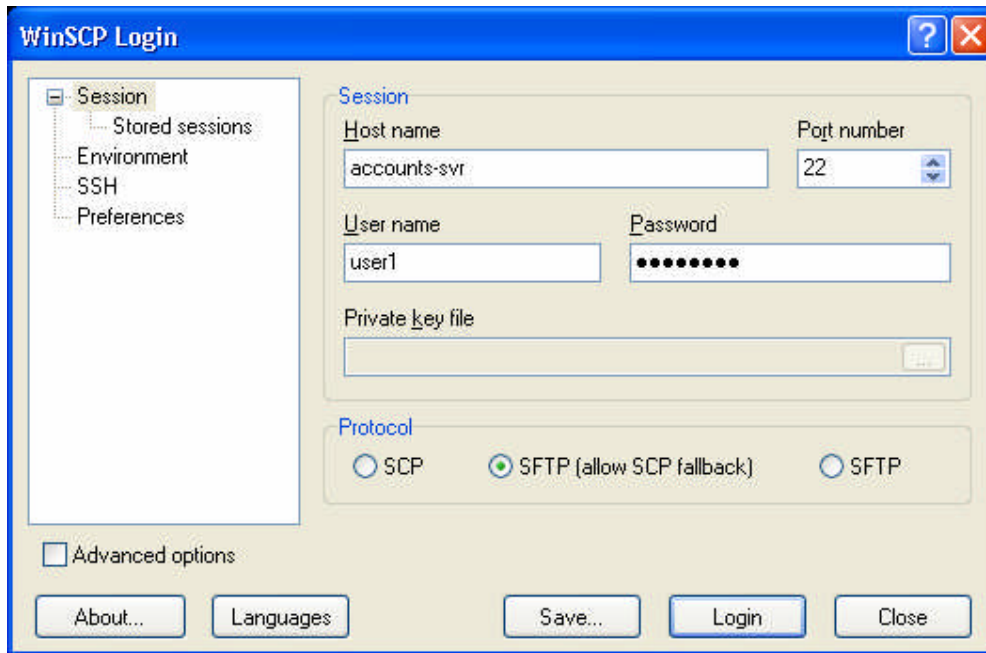 WinSCP Login
Session
Stored sessions
Environment
SSH
Preferences
Session
Host name Port number
accounts-svr 22
User name Password
user1 ••••••••
Private key file
...
Protocol
SCP SFTP (allow SCP fallback) SFTP
Advanced options
About... Languages Save... Login Close